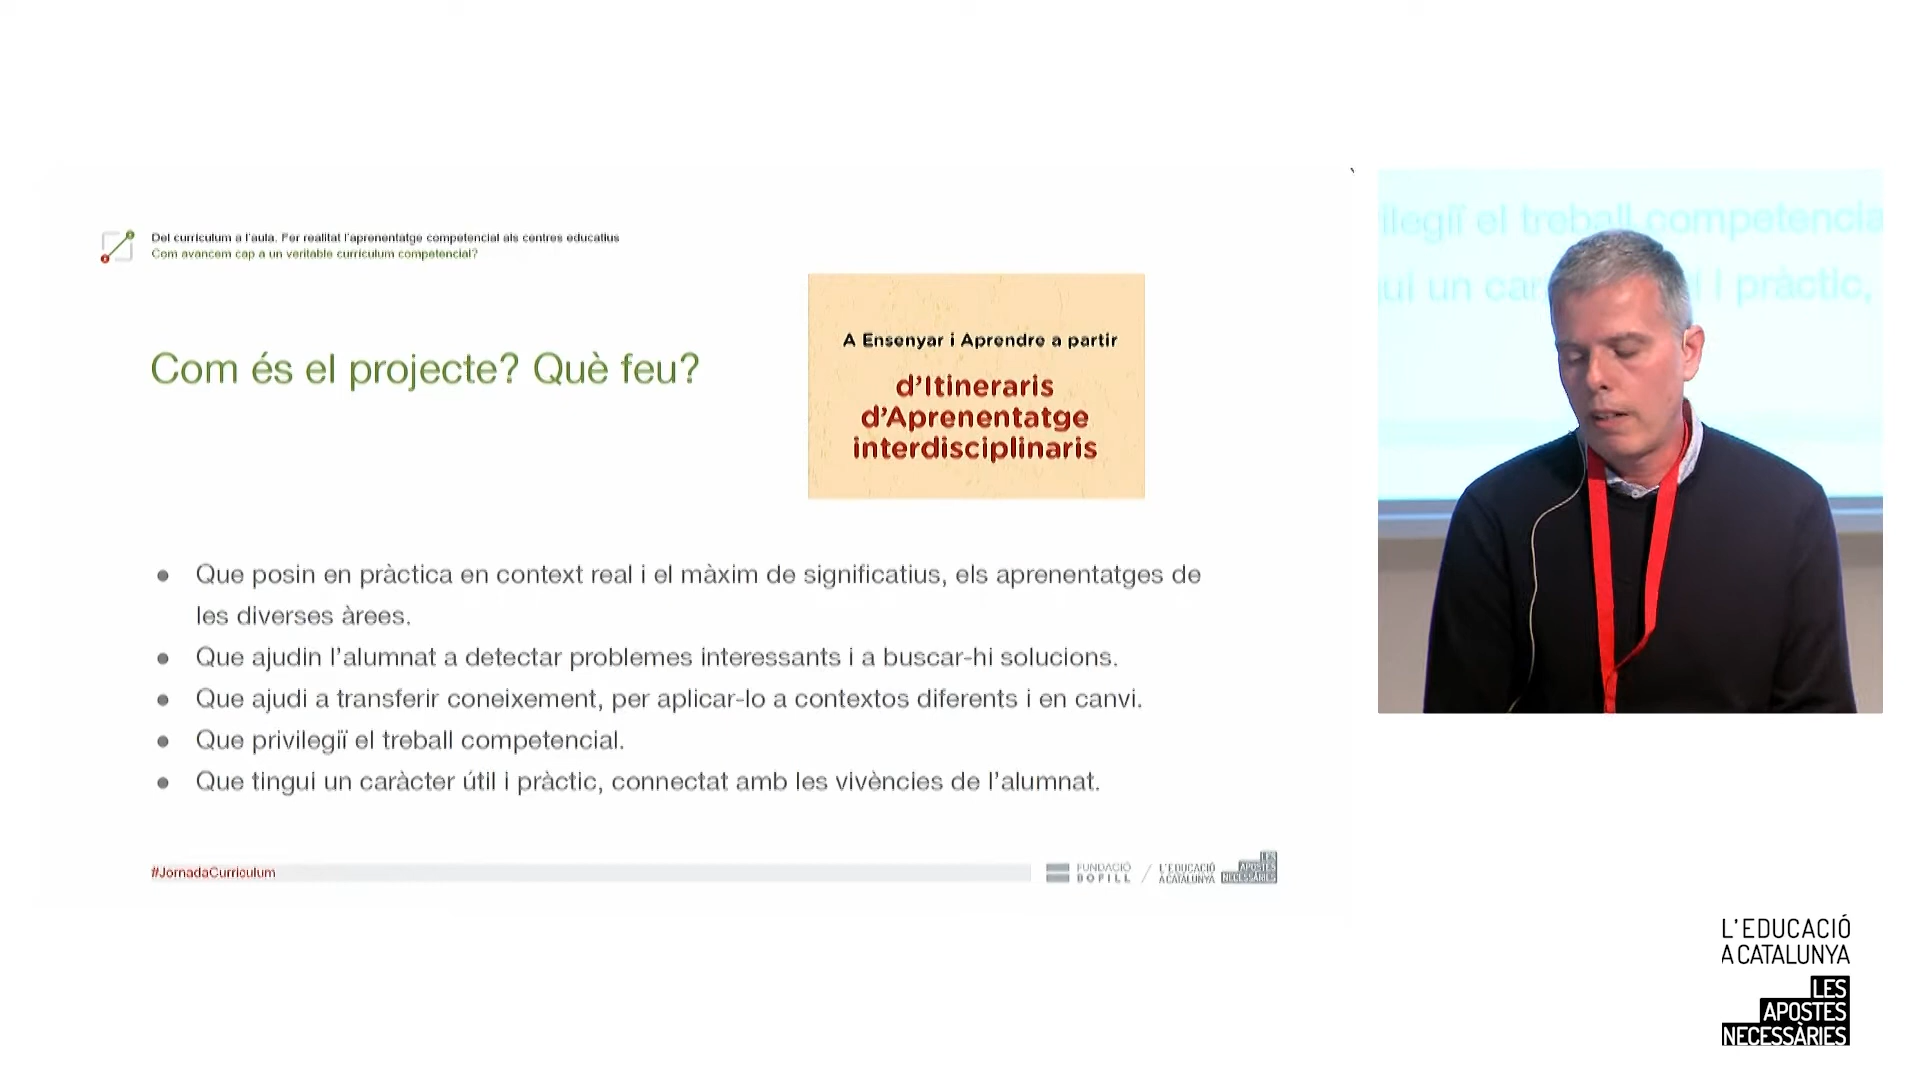 Del currículum a l'aula. Fer realitat l'aprenentatge competencial als centres educatius
Com avancem cap a un veritable currículum competencial?
Com és el projecte? Què feu?
A Ensenyar i Aprendre a partir
d'Itineraris
d'Aprenentatge
interdisciplinaris
● Que posin en pràctica en context real i el màxim de significatius, els aprenentatges de
les diverses àrees.
● Que ajudin l'alumnat a detectar problemes interessants i a buscar-hi solucions.
● Que ajudi a transferir coneixement, per aplicar-lo a contextos diferents i en canvi.
● Que privilegiï el treball competencial.
● Que tingui un caràcter útil i pràctic, connectat amb les vivències de l'alumnat.
#JornadaCurrículum
FUNDACIÓ
BOFILL
/
L'EDUCACIÓ
A CATALUNYA
LES
APOSTES
NECESSÀRIES
ilegiï el treball competencia
ui un car i pràctic,
L'EDUCACIÓ
A CATALUNYA
LES
APOSTES
NECESSÀRIES